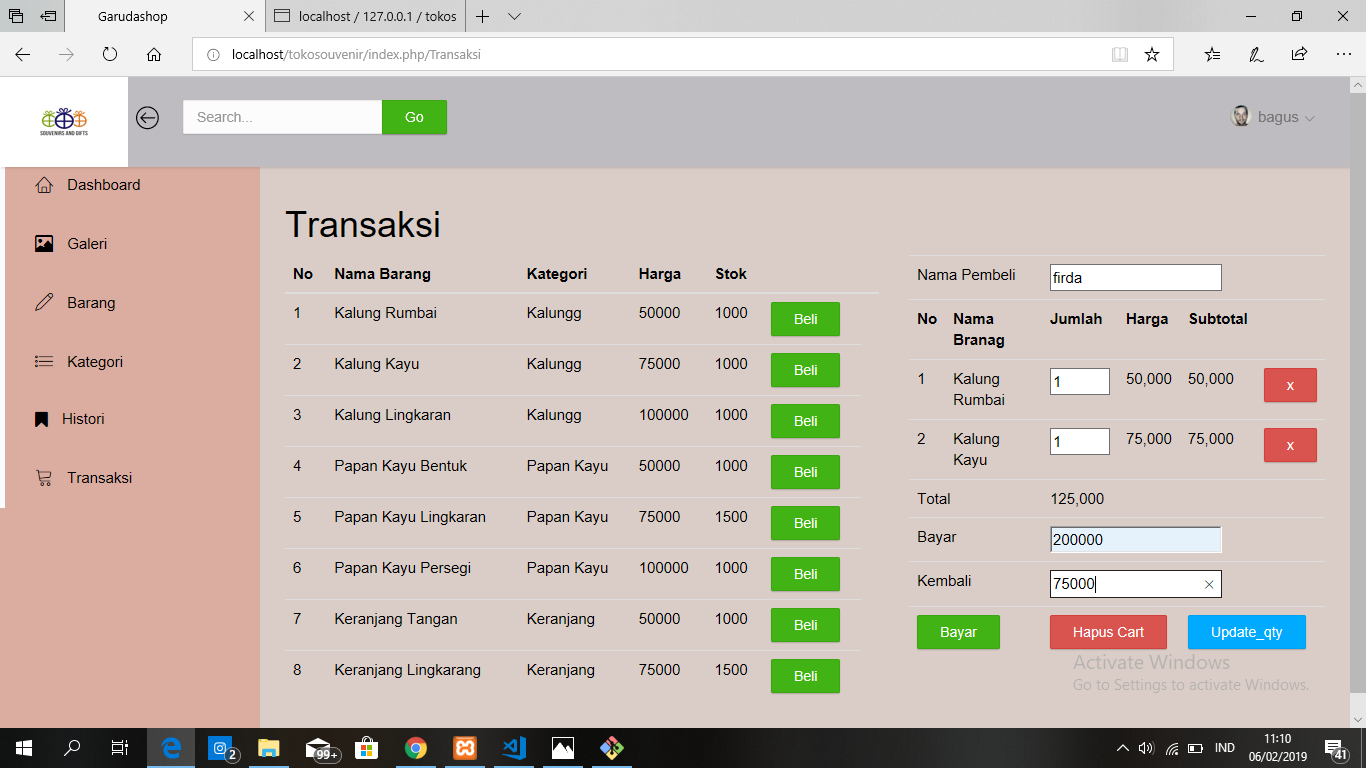 Garudashop
localhost / 127.0.0.1 / tokos
localhost/tokosouvenir/index.php/Transaksi
SOUVENIRS AND GIFTS
Search...
Go
bagus
Dashboard
Galeri
Barang
Kategori
Histori
Transaksi
Transaksi
No Nama Barang Kategori Harga Stok
1 Kalung Rumbai Kalungg 50000 1000 Beli
2 Kalung Kayu Kalungg 75000 1000 Beli
3 Kalung Lingkaran Kalungg 100000 1000 Beli
4 Papan Kayu Bentuk Papan Kayu 50000 1000 Beli
5 Papan Kayu Lingkaran Papan Kayu 75000 1500 Beli
6 Papan Kayu Persegi Papan Kayu 100000 1000 Beli
7 Keranjang Tangan Keranjang 50000 1000 Beli
8 Keranjang Lingkarang Keranjang 75000 1500 Beli
Nama Pembeli firda
No Nama Jumlah Harga Subtotal
Branag
1 Kalung 1 50,000 50,000 x
Rumbai
2 Kalung 1 75,000 75,000 x
Kayu
Total 125,000
Bayar 200000
Kembali 75000
Bayar Hapus Cart Update_qty
Activate Windows
Go to Settings to activate Windows.
2
99+
IND
11:10
06/02/2019
41